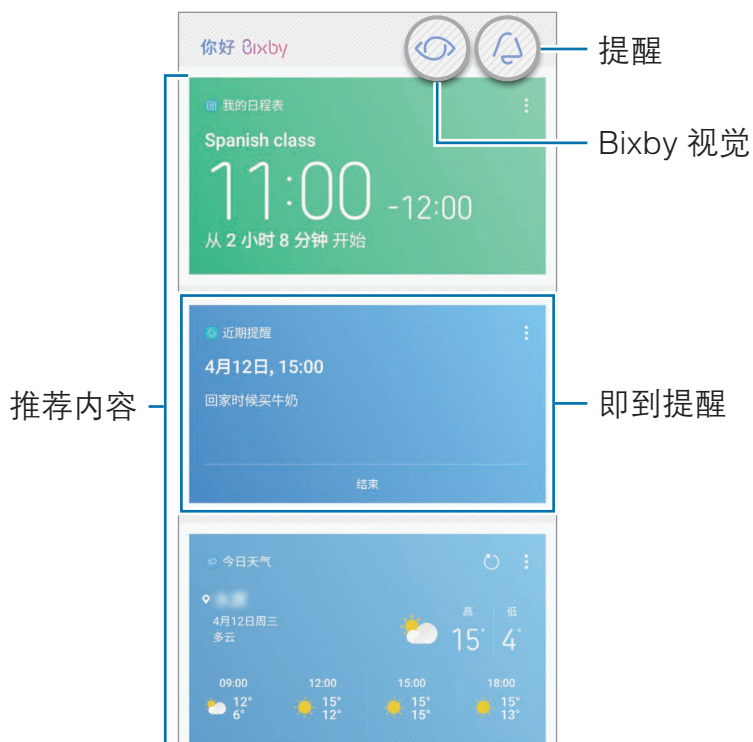 你好 Bixby
提醒
Bixby 视觉
我的日程表
Spanish class
11:00 -12:00
从 2 小时 8 分钟 开始
近期提醒
4月12日, 15:00
回家时候买牛奶
结束
推荐内容
即到提醒
今日天气
4月12日周三
多云
高 低
15° 4°
09:00 12:00 15:00 18:00
12° 15° 15° 15°
6° 12° 15° 13°